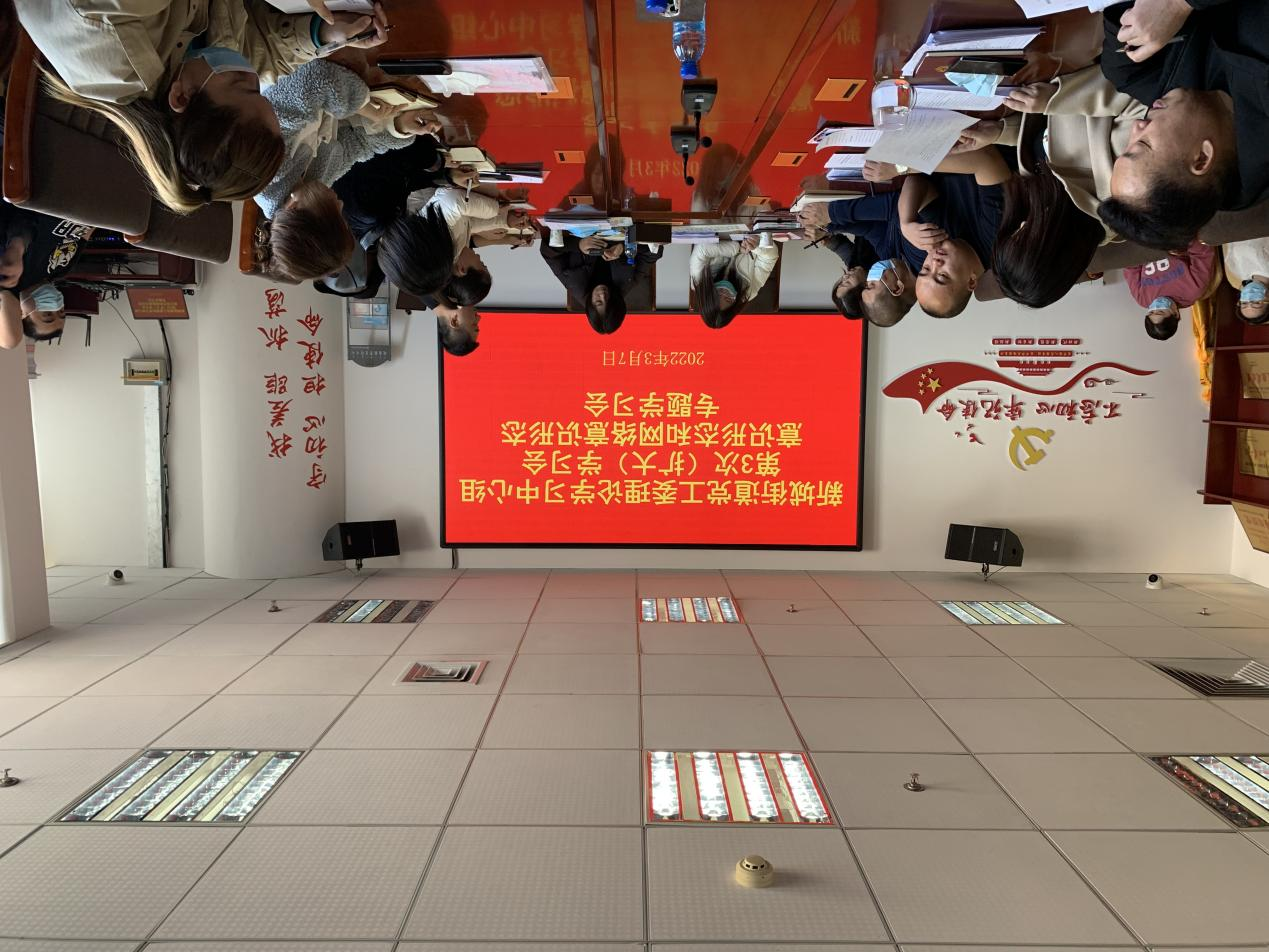 新城街道党工委理论学习中心组
第3次（扩大）学习会
意识形态和网络意识形态
专题学习会
2022年3月7日
不忘初心 牢记使命
守初心 担使命
找差距 抓落
96